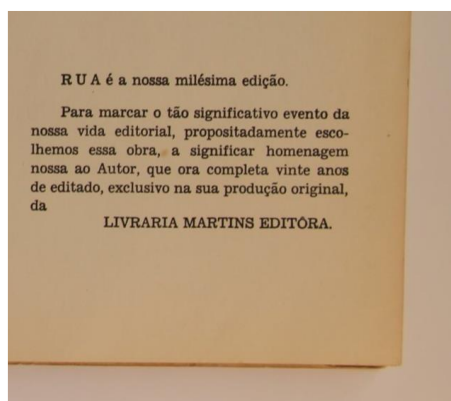 R U A é a nossa milésima edição.
Para marcar o tão significativo evento da
nossa vida editorial, propositadamente esco-
lhemos essa obra, a significar homenagem
nossa ao Autor, que ora completa vinte anos
de editado, exclusivo na sua produção original,
da
LIVRARIA MARTINS EDITÔRA.